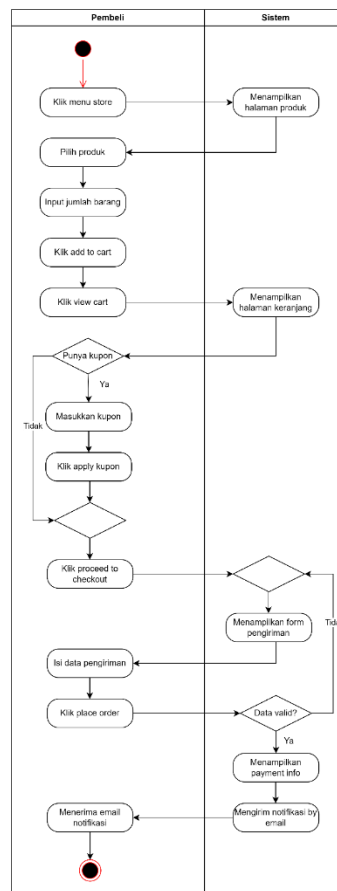 Pembeli
Sistem
Klik menu store
Menampilkan
halaman produk
Pilih produk
Input jumlah barang
Klik add to cart
Klik view cart
Menampilkan
halaman keranjang
Punya kupon
Ya
Masukkan kupon
Tidak
Klik apply kupon
Klik proceed to
checkout
Menampilkan form
pengiriman
Tida
Isi data pengiriman
Klik place order
Data valid?
Ya
Menampilkan
payment info
Menerima email
notifikasi
Mengirim notifikasi by
email